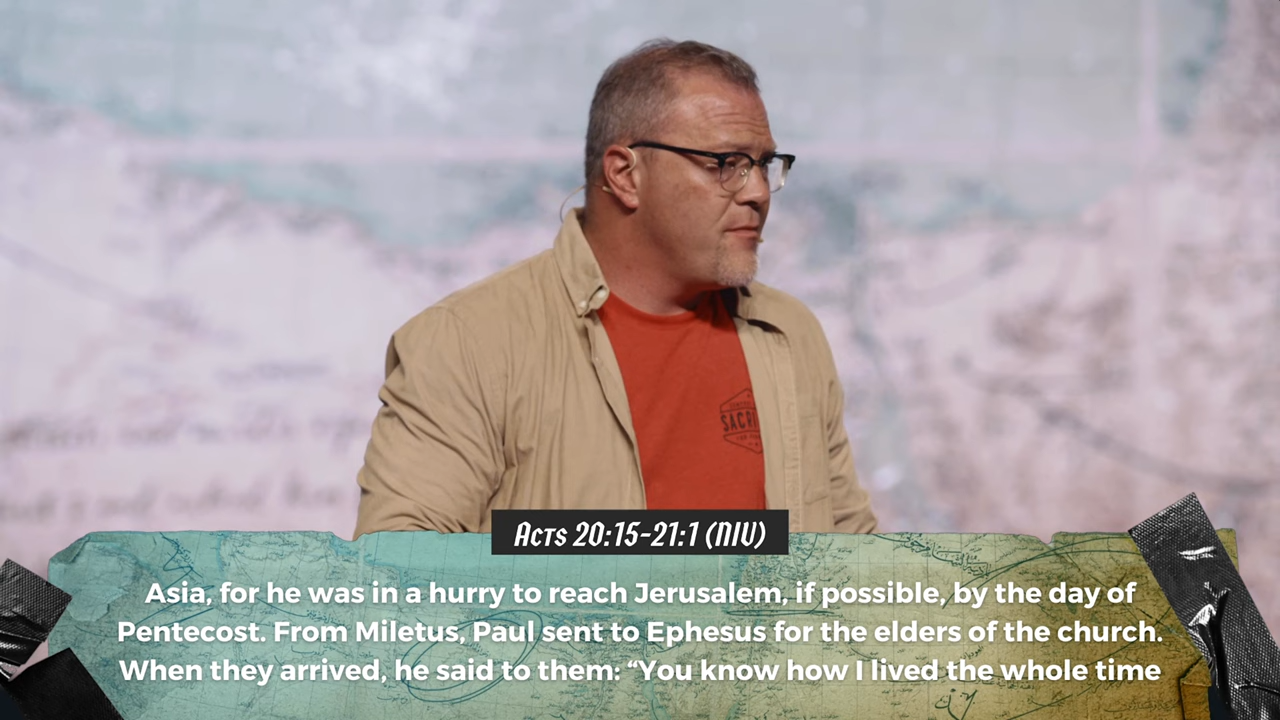 SACRI
Acts 20:15-21:1 (NIV)
Asia, for he was in a hurry to reach Jerusalem, if possible, by the day of
Pentecost. From Miletus, Paul sent to Ephesus for the elders of the church.
When they arrived, he said to them: “You know how I lived the whole time